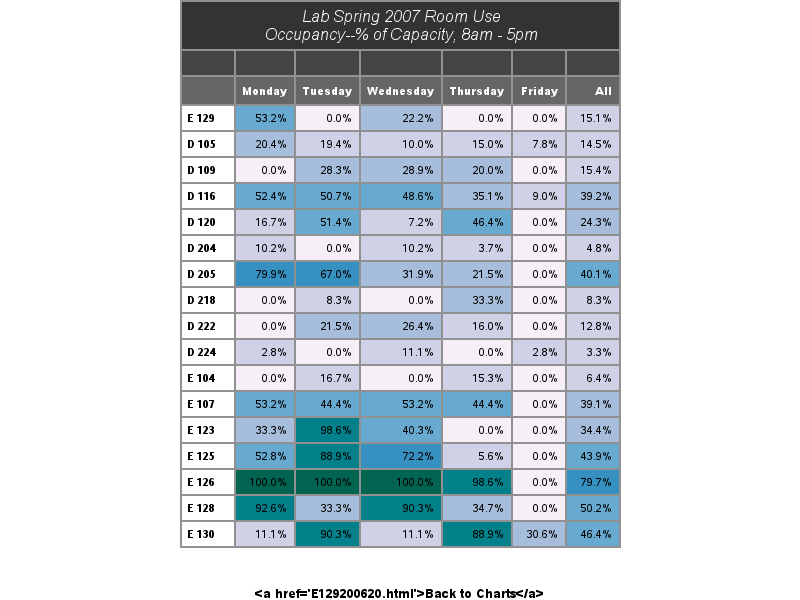 Lab Spring 2007 Room Use
Occupancy--% of Capacity, 8am - 5pm
Monday Tuesday Wednesday Thursday Friday All
E 129 53.2% 0.0% 22.2% 0.0% 0.0% 15.1%
D 105 20.4% 19.4% 10.0% 15.0% 7.8% 14.5%
D 109 0.0% 28.3% 28.9% 20.0% 0.0% 15.4%
D 116 52.4% 50.7% 48.6% 35.1% 9.0% 39.2%
D 120 16.7% 51.4% 7.2% 46.4% 0.0% 24.3%
D 204 10.2% 0.0% 10.2% 3.7% 0.0% 4.8%
D 205 79.9% 67.0% 31.9% 21.5% 0.0% 40.1%
D 218 0.0% 8.3% 0.0% 33.3% 0.0% 8.3%
D 222 0.0% 21.5% 26.4% 16.0% 0.0% 12.8%
D 224 2.8% 0.0% 11.1% 0.0% 2.8% 3.3%
E 104 0.0% 16.7% 0.0% 15.3% 0.0% 6.4%
E 107 53.2% 44.4% 53.2% 44.4% 0.0% 39.1%
E 123 33.3% 98.6% 40.3% 0.0% 0.0% 34.4%
E 125 52.8% 88.9% 72.2% 5.6% 0.0% 43.9%
E 126 100.0% 100.0% 100.0% 98.6% 0.0% 79.7%
E 128 92.6% 33.3% 90.3% 34.7% 0.0% 50.2%
E 130 11.1% 90.3% 11.1% 88.9% 30.6% 46.4%
<a href='E129200620.html'>Back to Charts</a>